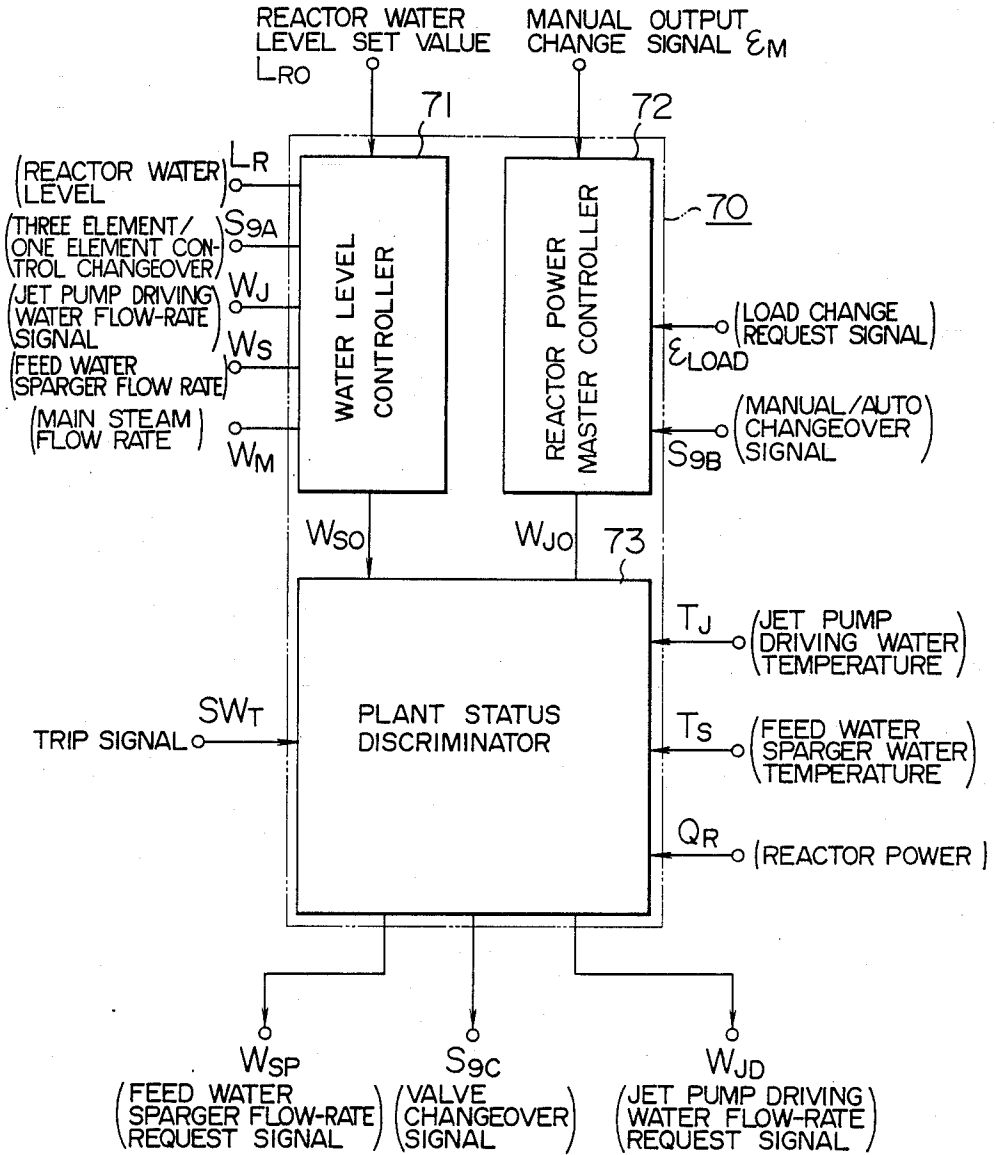 REACTOR WATER
LEVEL SET VALUE
LRO
MANUAL OUTPUT
CHANGE SIGNAL ƐM
71
72
70
(REACTOR WATER
LEVEL)
LR
(THREE ELEMENT/
ONE ELEMENT CON-
TROL CHANGEOVER)
S9A
(JET PUMP DRIVING
WATER FLOW-RATE
SIGNAL)
WJ
(FEED WATER
SPARGER FLOW RATE)
WS
(MAIN STEAM
FLOW RATE)
WM
WATER LEVEL
CONTROLLER
REACTOR POWER
MASTER CONTROLLER
(LOAD CHANGE
REQUEST SIGNAL)
ƐLOAD
(MANUAL/AUTO
CHANGEOVER
SIGNAL)
S9B
WSO
WJO
73
PLANT STATUS
DISCRIMINATOR
TRIP SIGNAL
SWT
TJ
(JET PUMP
DRIVING WATER
TEMPERATURE)
TS
(FEED WATER
SPARGER WATER
TEMPERATURE)
QR
(REACTOR POWER)
WSP
(FEED WATER
SPARGER FLOW-RATE
REQUEST SIGNAL)
S9C
(VALVE
CHANGEOVER
SIGNAL)
WJD
(JET PUMP DRIVING
WATER FLOW-RATE
REQUEST SIGNAL)